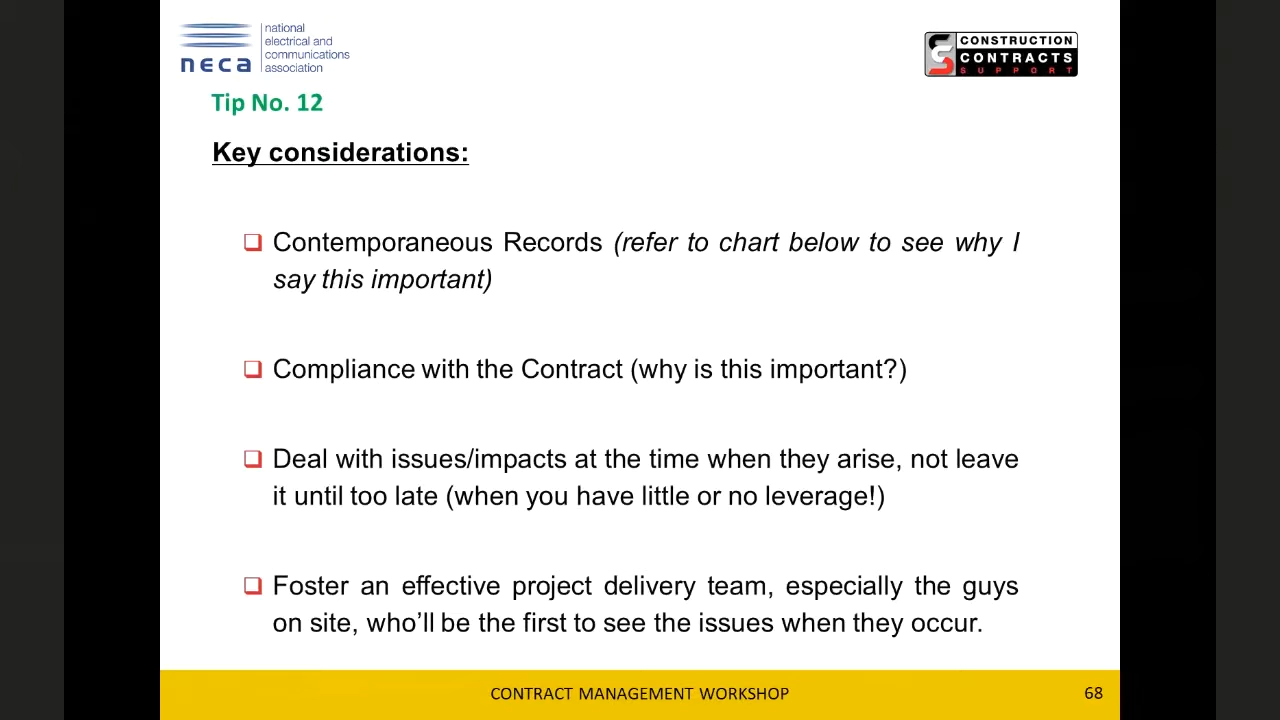 neca
national
electrical and
communications
association
CONSTRUCTION
CONTRACTS
SUPPORT
Tip No. 12
Key considerations:
Contemporaneous Records (refer to chart below to see why I
say this important)
Compliance with the Contract (why is this important?)
Deal with issues/impacts at the time when they arise, not leave
it until too late (when you have little or no leverage!)
Foster an effective project delivery team, especially the guys
on site, who’ll be the first to see the issues when they occur.
CONTRACT MANAGEMENT WORKSHOP
68